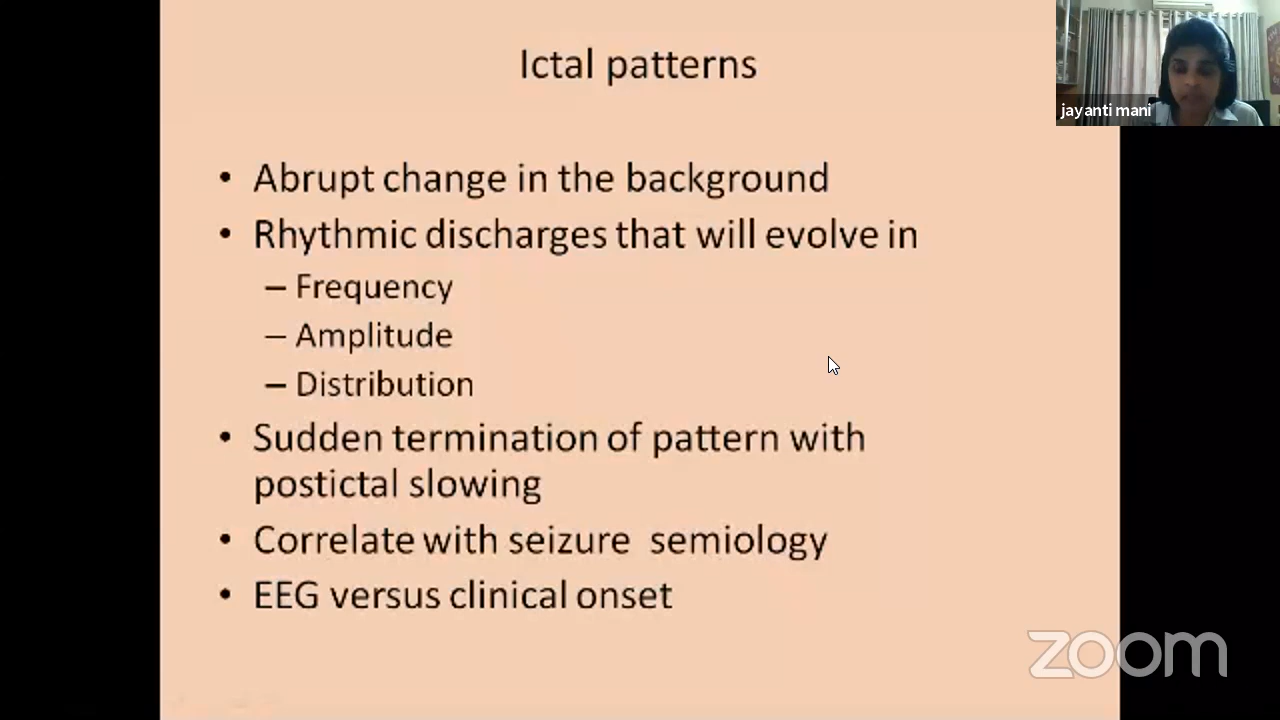 Ictal patterns
jayanti mani
• Abrupt change in the background
• Rhythmic discharges that will evolve in
– Frequency
– Amplitude
– Distribution
• Sudden termination of pattern with
postictal slowing
• Correlate with seizure semiology
• EEG versus clinical onset
zoom